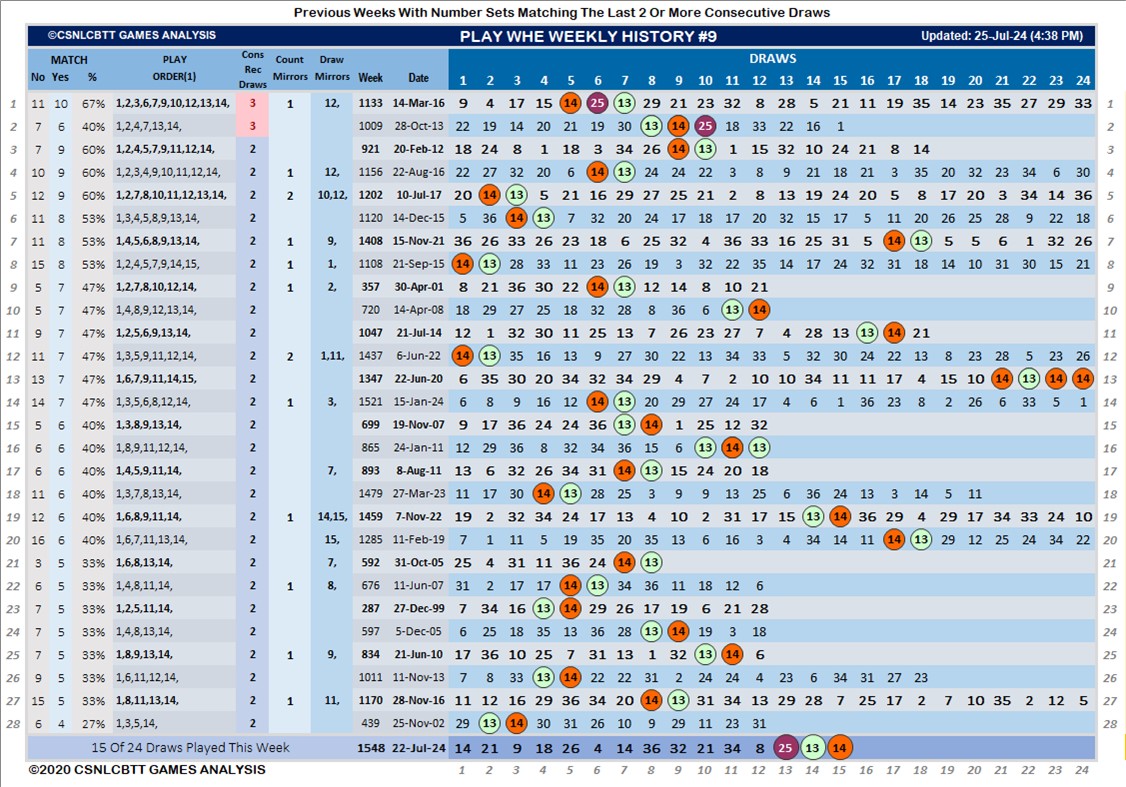 Previous Weeks With Number Sets Matching The Last 2 Or More Consecutive Draws
©CSNLCBTT GAMES ANALYSIS PLAY WHE WEEKLY HISTORY #9 Updated: 25-Jul-24 (4:38 PM)
MATCH PLAY Cons Count Draw DRAWS
No Yes % ORDER(1) Rec Draws Mirrors Mirrors Week Date 1 2 3 4 5 6 7 8 9 10 11 12 13 14 15 16 17 18 19 20 21 22 23 24
1 11 10 67% 1,2,3,6,7,9,10,12,13,14, 3 1 12, 1133 14-Mar-16 9 4 17 15 14 25 13 29 21 23 32 8 28 5 21 11 19 35 14 23 35 27 29 33 1
2 7 6 40% 1,2,4,7,13,14, 3 1009 28-Oct-13 22 19 14 20 21 19 30 13 14 25 18 33 22 16 1 2
3 7 9 60% 1,2,4,5,7,9,11,12,14, 2 921 20-Feb-12 18 24 8 1 18 3 34 26 14 13 1 15 32 10 24 21 8 18 3
4 10 9 60% 1,2,3,4,9,10,11,12,14, 2 1 12, 1156 22-Aug-16 22 27 32 20 6 14 13 24 24 22 3 8 9 21 18 21 3 35 20 32 23 34 6 30 4
5 12 9 60% 1,2,7,8,10,11,12,13,14, 2 2 10,12, 1202 10-Jul-17 20 14 13 5 21 16 29 27 25 21 2 8 13 19 24 20 5 8 17 20 3 34 14 36 5
6 11 8 53% 1,3,4,5,8,9,13,14, 2 1120 14-Dec-15 5 36 14 13 7 32 20 24 17 18 17 20 32 15 17 5 11 20 26 25 28 9 22 18 6
7 11 8 53% 1,4,5,6,8,9,13,14, 2 1 9, 1408 15-Nov-21 36 26 33 26 23 18 6 25 32 4 36 33 16 25 31 5 14 13 5 5 6 1 32 26 7
8 15 8 53% 1,2,4,5,7,9,14,15, 2 1 1, 1108 21-Sep-15 14 13 28 33 11 23 26 19 3 32 22 35 14 17 24 32 31 18 14 10 31 30 15 21 8
9 5 7 47% 1,2,7,8,10,12,14, 2 1 2, 357 30-Apr-01 8 21 36 30 22 14 13 12 14 8 10 21 9
10 5 7 47% 1,4,8,9,12,13,14, 2 720 14-Apr-08 18 29 27 25 18 32 28 8 36 6 13 14 10
11 9 7 47% 1,2,5,6,9,13,14, 2 1047 21-Jul-14 12 1 32 30 11 25 13 7 26 23 27 7 4 28 13 13 14 21 11
12 11 7 47% 1,3,5,9,11,12,14, 2 2 1,11, 1437 6-Jun-22 14 13 35 16 13 9 27 30 22 13 34 33 5 32 30 24 22 13 8 23 28 5 23 26 12
13 13 7 47% 1,6,7,9,11,14,15, 2 1347 22-Jun-20 6 35 30 20 34 32 34 29 4 7 2 10 10 34 11 11 17 4 15 10 14 13 14 14 13
14 14 7 47% 1,3,5,6,8,12,14, 2 1 3, 1521 15-Jan-24 6 8 9 16 12 14 13 20 29 27 24 17 4 6 1 36 23 8 2 26 6 33 5 1 14
15 5 6 40% 1,3,8,9,13,14, 2 699 19-Nov-07 9 17 36 24 24 36 13 14 1 25 12 32 15
16 6 6 40% 1,8,9,11,12,14, 2 865 24-Jan-11 12 29 36 8 32 34 36 15 6 13 14 13 16
17 6 6 40% 1,4,5,9,11,14, 2 7, 893 8-Aug-11 13 6 32 26 34 31 14 13 15 24 20 18 17
18 11 6 40% 1,3,7,8,13,14, 2 1479 27-Mar-23 11 17 30 14 13 28 25 3 9 9 13 25 6 36 24 13 3 14 5 11 18
19 12 6 40% 1,6,8,9,11,14, 2 1 14,15, 1459 7-Nov-22 19 2 32 34 24 17 13 4 10 2 31 17 15 13 14 36 29 4 29 17 34 33 24 10 19
20 16 6 40% 1,6,7,11,13,14, 2 15, 1285 11-Feb-19 7 1 11 5 19 35 20 35 13 6 16 3 4 34 14 11 14 13 29 12 25 24 34 22 20
21 3 5 33% 1,6,8,13,14, 2 7, 592 31-Oct-05 25 4 31 11 36 24 14 13 21
22 6 5 33% 1,4,8,11,14, 2 1 8, 676 11-Jun-07 31 2 17 17 14 13 34 36 11 18 12 6 22
23 7 5 33% 1,2,5,11,14, 2 287 27-Dec-99 7 34 16 13 14 29 26 17 19 6 21 28 23
24 7 5 33% 1,4,8,13,14, 2 597 5-Dec-05 6 25 18 35 13 36 28 13 14 19 3 18 24
25 7 5 33% 1,8,9,13,14, 2 1 9, 834 21-Jun-10 17 36 10 25 7 31 13 1 32 13 14 6 25
26 9 5 33% 1,6,11,12,14, 2 1011 11-Nov-13 7 8 33 13 14 22 22 31 2 24 24 4 23 6 34 31 27 23 26
27 15 5 33% 1,8,11,13,14, 2 1 11, 1170 28-Nov-16 11 12 16 29 36 34 20 14 13 31 34 13 29 28 7 25 17 2 7 10 35 2 12 5 27
28 6 4 27% 1,3,5,14, 2 439 25-Nov-02 29 13 14 30 31 26 10 9 29 11 23 31 28
15 Of 24 Draws Played This Week 1548 22-Jul-24 14 21 9 18 26 4 14 36 32 21 34 8 25 13 14
©2020 CSNLCBTT GAMES ANALYSIS 1 2 3 4 5 6 7 8 9 10 11 12 13 14 15 16 17 18 19 20 21 22 23 24